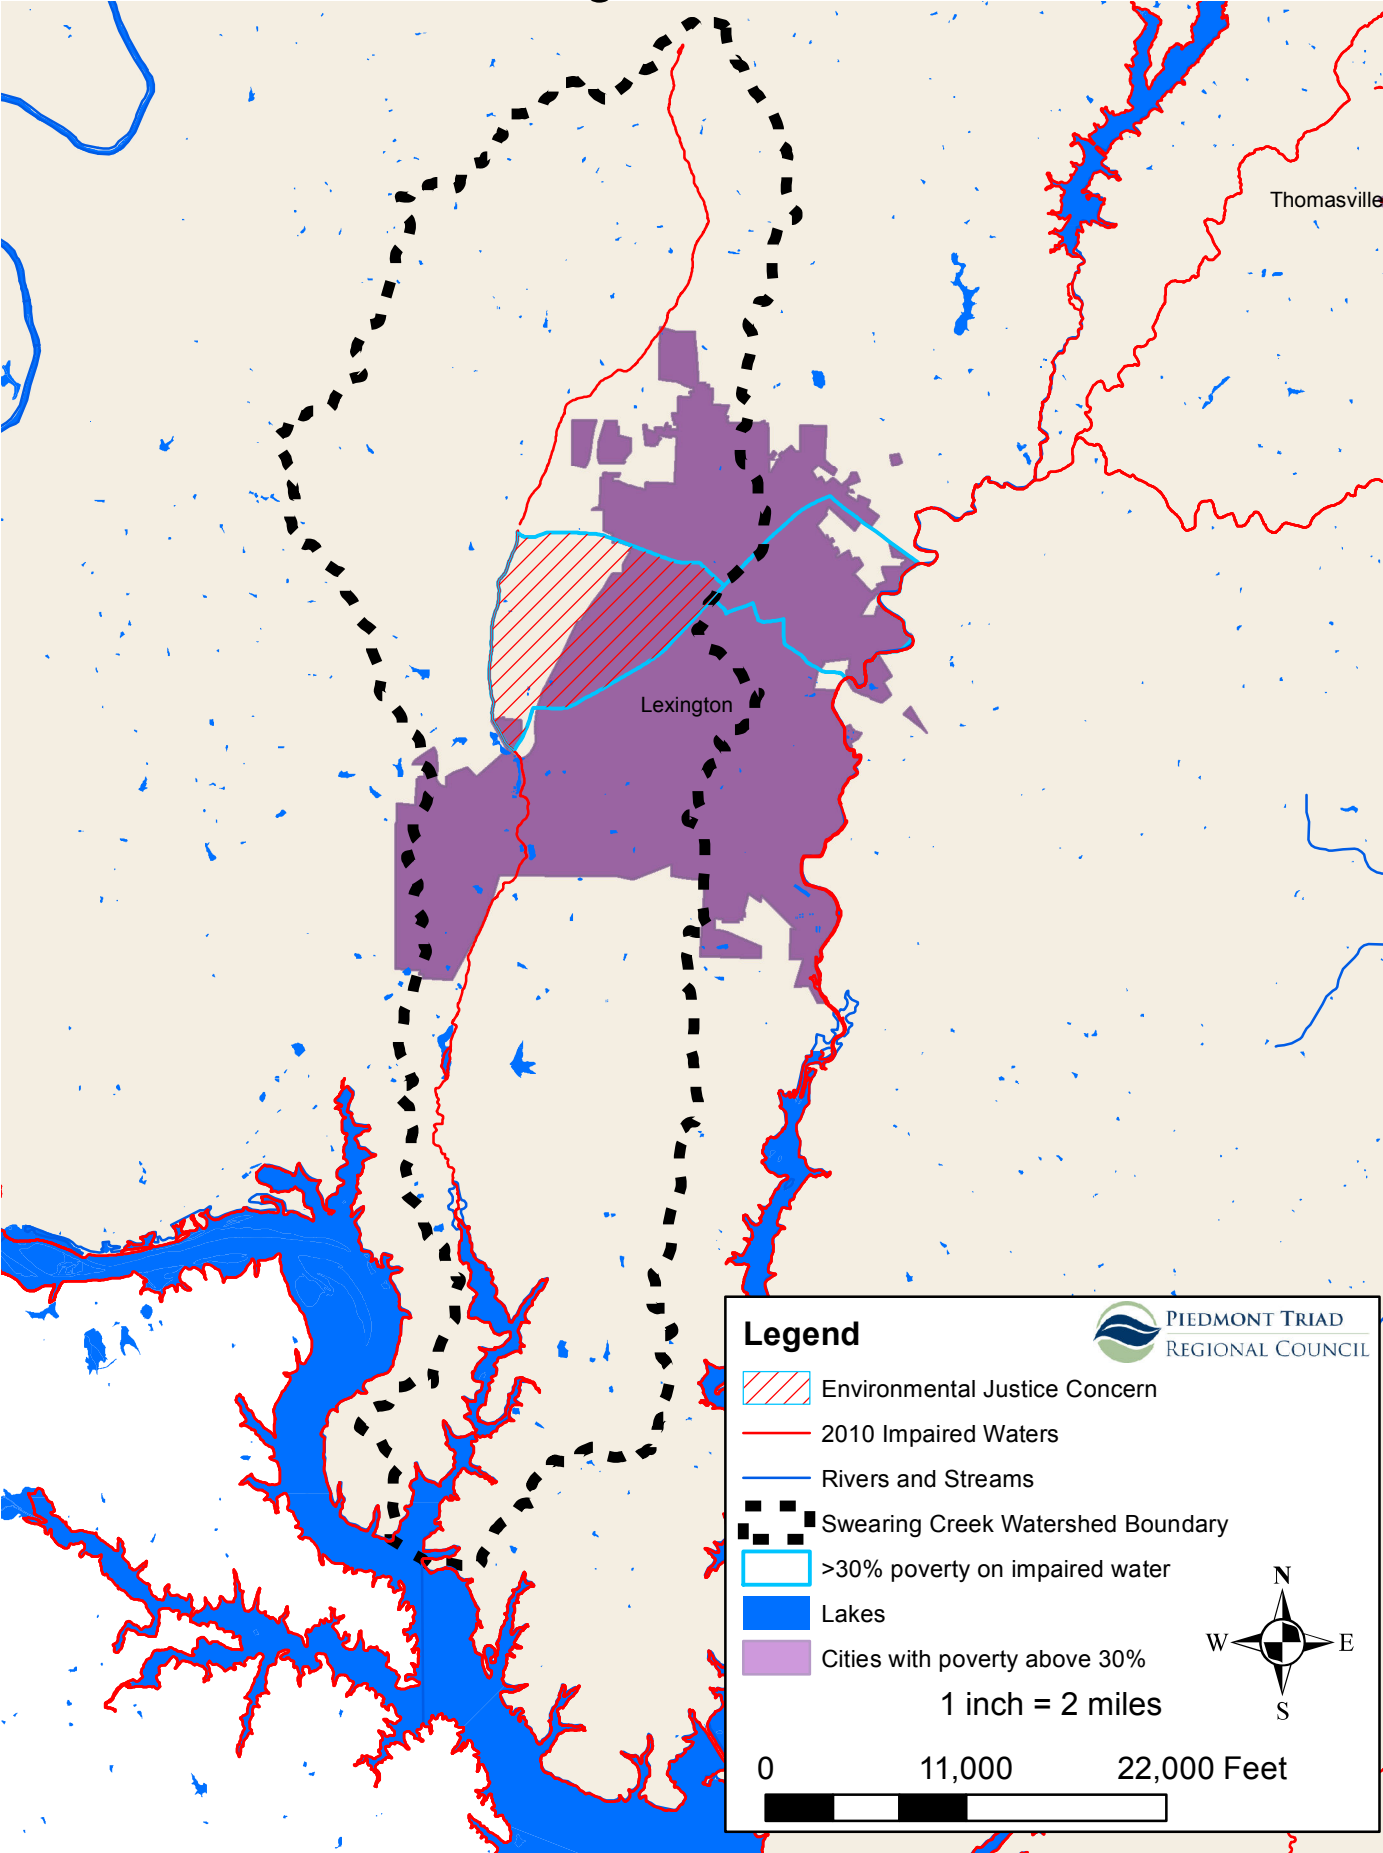 Thomasville
Lexington
Legend
PIEDMONT TRIAD
REGIONAL COUNCIL
Environmental Justice Concern
2010 Impaired Waters
Rivers and Streams
Swearing Creek Watershed Boundary
>30% poverty on impaired water
Lakes
Cities with poverty above 30%
N
W E
S
1 inch = 2 miles
0 11,000 22,000 Feet